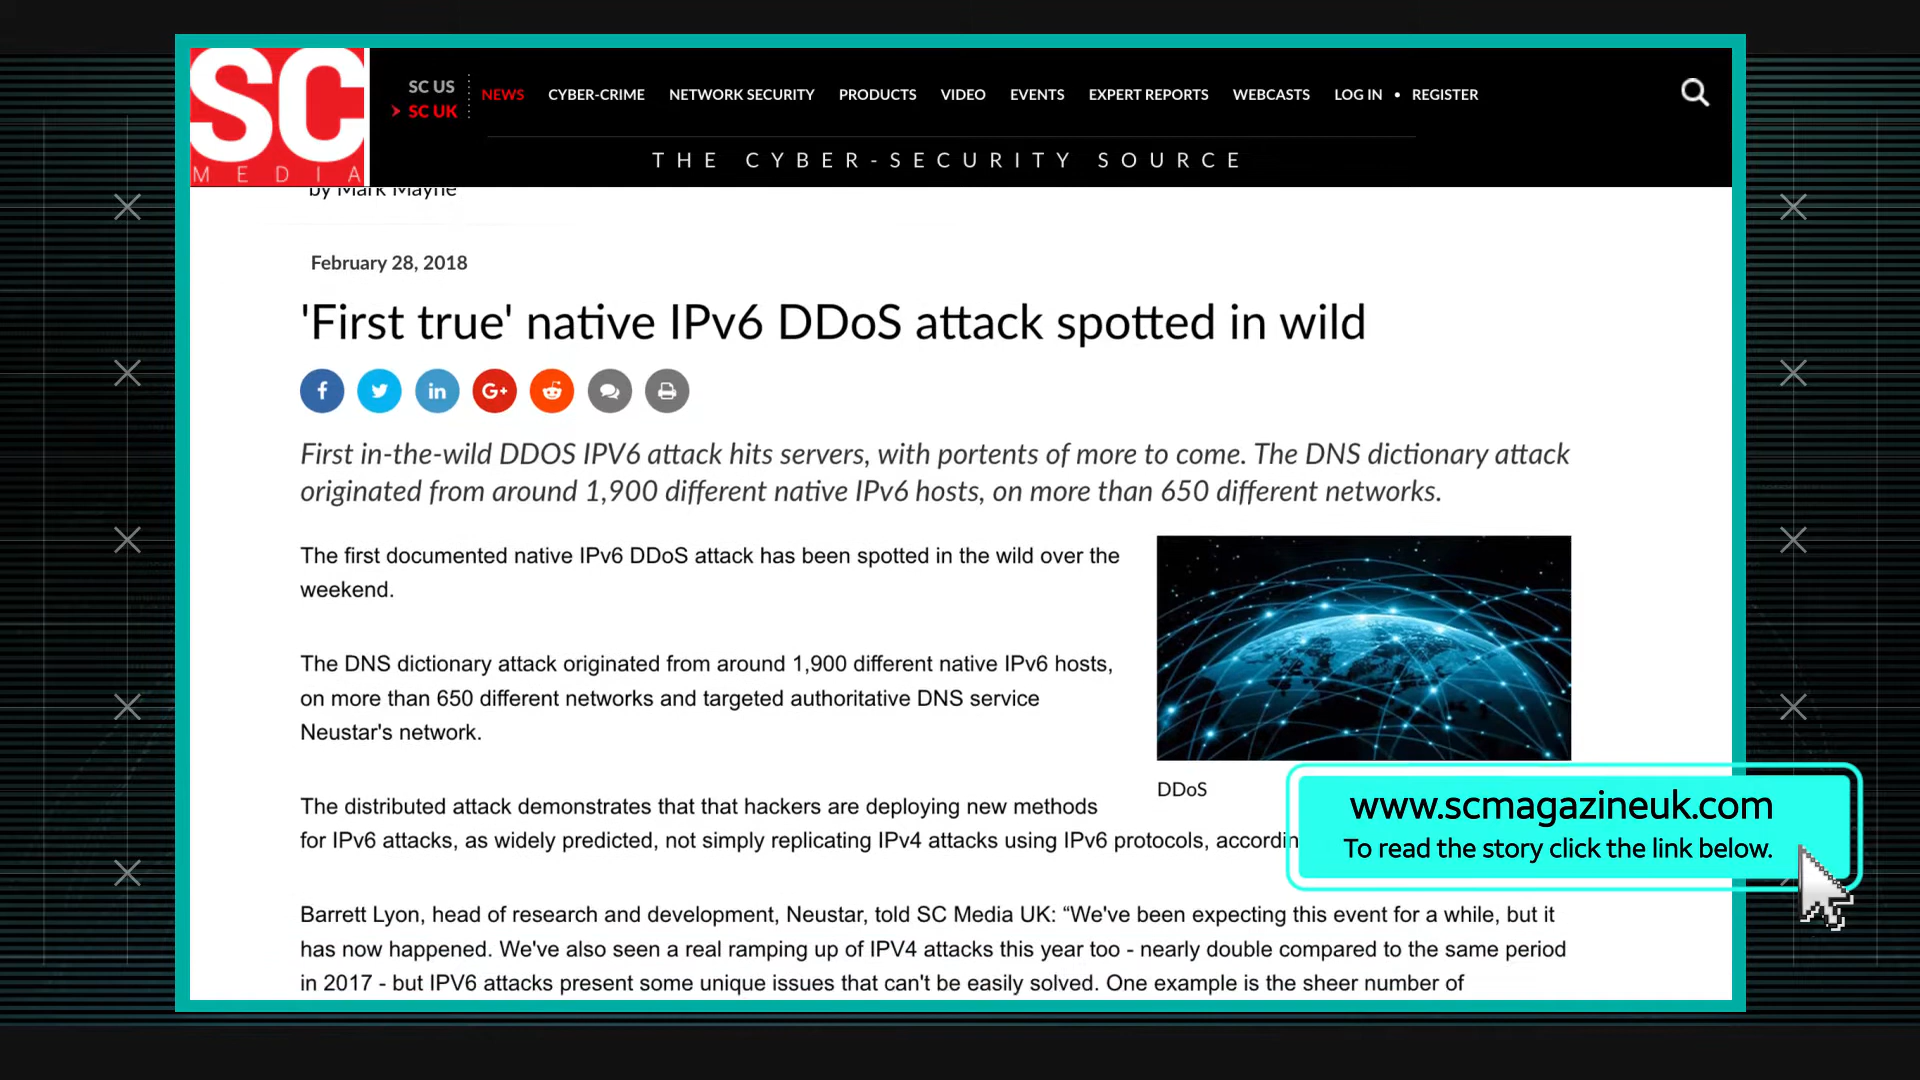 SC
MEDIA
SC US
SC UK
NEWS CYBER-CRIME NETWORK SECURITY PRODUCTS VIDEO EVENTS EXPERT REPORTS WEBCASTS LOG IN • REGISTER
THE CYBER-SECURITY SOURCE
by Mark Mayne
February 28, 2018
'First true' native IPv6 DDoS attack spotted in wild
First in-the-wild DDOS IPV6 attack hits servers, with portents of more to come. The DNS dictionary attack
originated from around 1,900 different native IPv6 hosts, on more than 650 different networks.
The first documented native IPv6 DDoS attack has been spotted in the wild over the
weekend.
The DNS dictionary attack originated from around 1,900 different native IPv6 hosts,
on more than 650 different networks and targeted authoritative DNS service
Neustar's network.
DDoS
The distributed attack demonstrates that that hackers are deploying new methods
for IPv6 attacks, as widely predicted, not simply replicating IPv4 attacks using IPv6 protocols, accordin
www.scmagazineuk.com
To read the story click the link below.
Barrett Lyon, head of research and development, Neustar, told SC Media UK: “We've been expecting this event for a while, but it
has now happened. We've also seen a real ramping up of IPV4 attacks this year too - nearly double compared to the same period
in 2017 - but IPV6 attacks present some unique issues that can't be easily solved. One example is the sheer number of